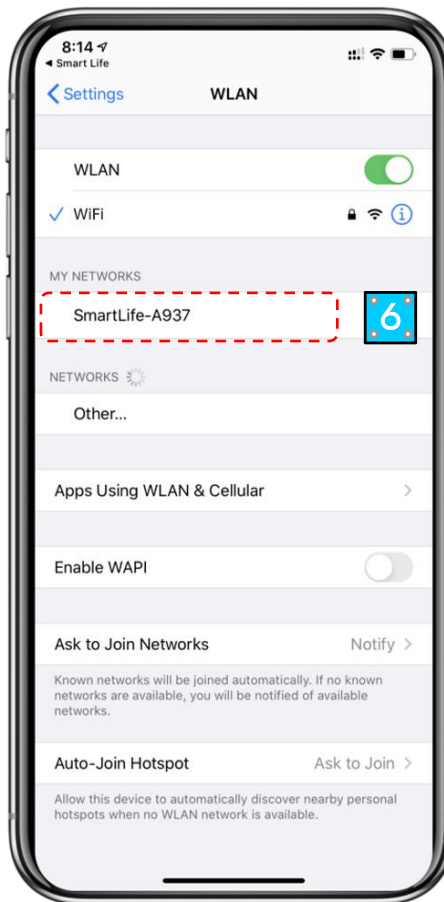 8:14
◀ Smart Life
Settings WLAN
WLAN
WiFi
MY NETWORKS
SmartLife-A937
6
NETWORKS
Other...
Apps Using WLAN & Cellular
Enable WAPI
Ask to Join Networks Notify
Known networks will be joined automatically. If no known
networks are available, you will be notified of available
networks.
Auto-Join Hotspot Ask to Join
Allow this device to automatically discover nearby personal
hotspots when no WLAN network is available.